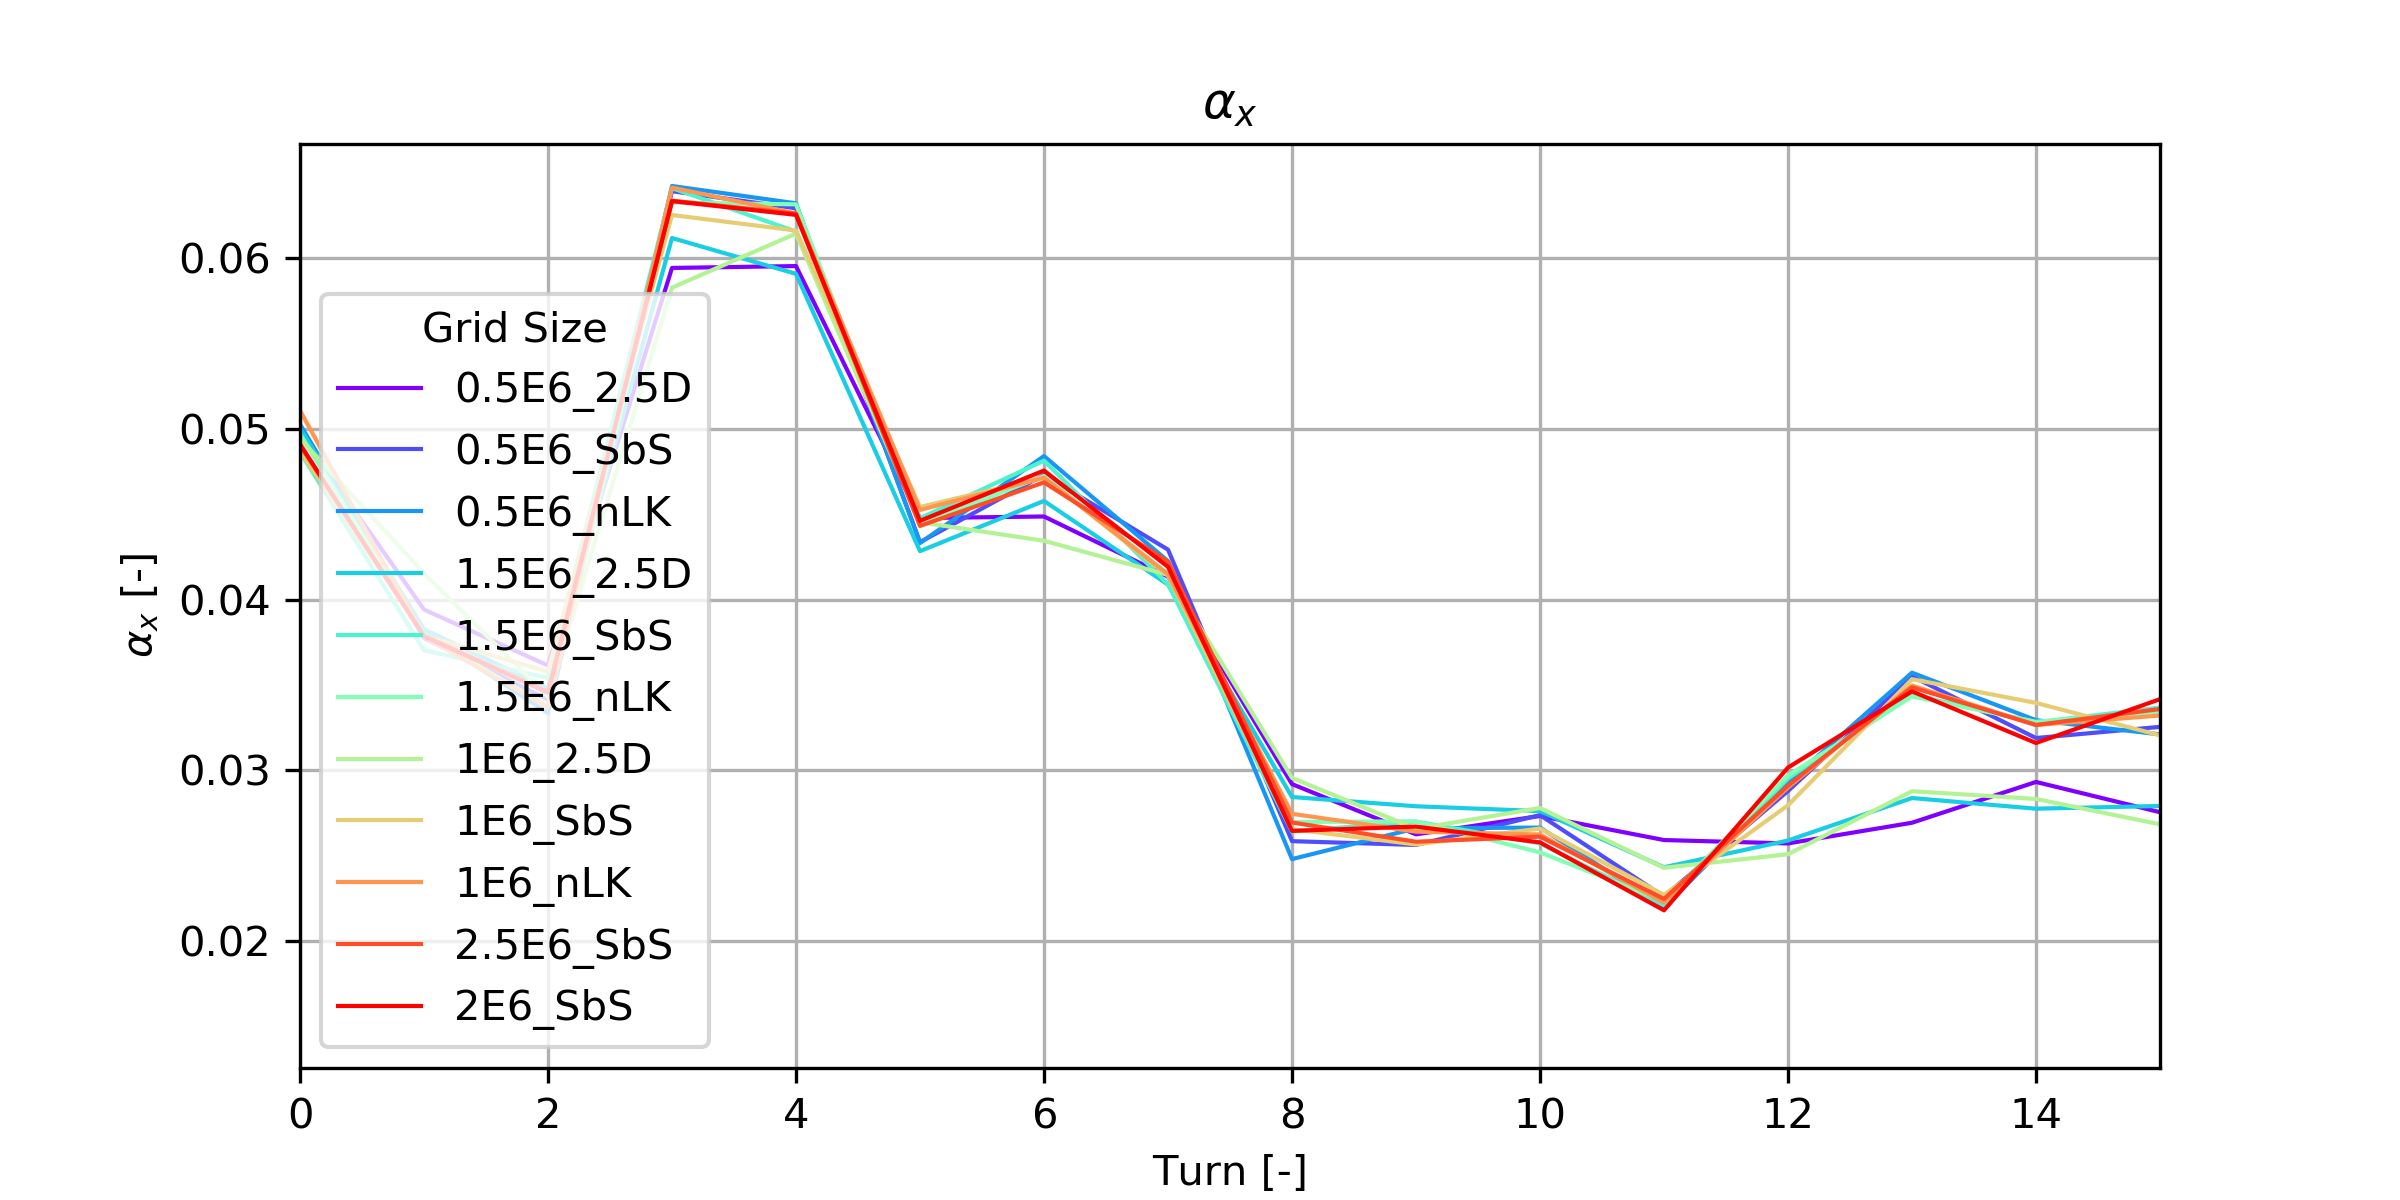 αx
αx [-]
0.06
0.05
0.04
0.03
0.02
Grid Size
0.5E6_2.5D
0.5E6_SbS
0.5E6_nLK
1.5E6_2.5D
1.5E6_SbS
1.5E6_nLK
1E6_2.5D
1E6_SbS
1E6_nLK
2.5E6_SbS
2E6_SbS
0 2 4 6 8 10 12 14
Turn [-]